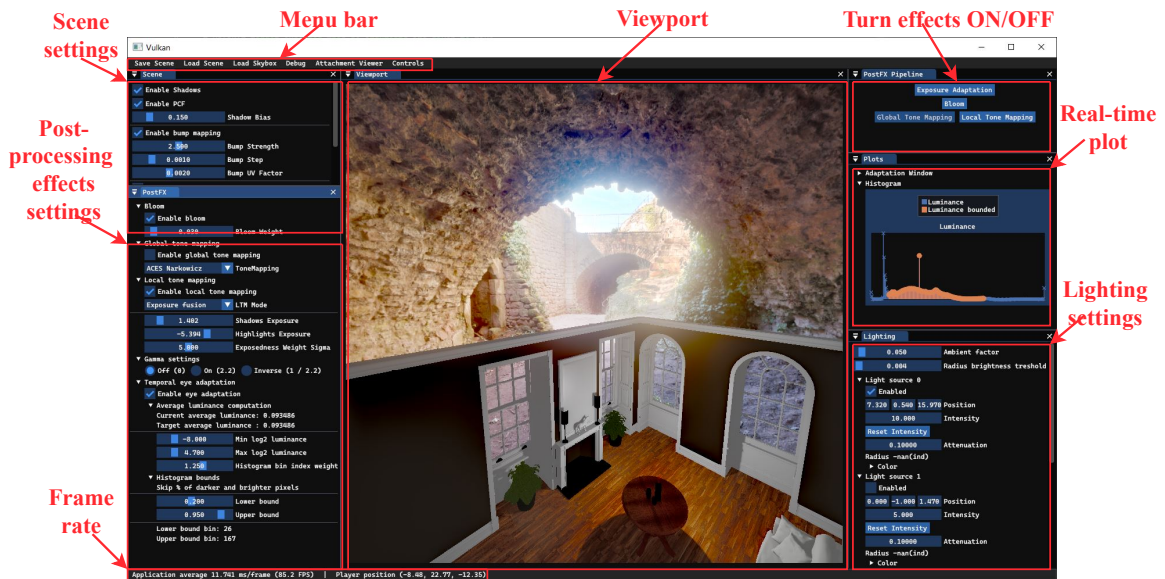 Scene settings
Menu bar
Viewport
Turn effects ON/OFF
Vulkan
Save Scene Load Scene Load Skybox Debug Attachment Viewer Controls
Scene
Enable Shadows
Enable PCF
0.150 Shadow Bias
Enable bump mapping
2.500 Bump Strength
0.0010 Bump Step
0.0020 Bump UV Factor
Post-processing effects settings
PostFX
Bloom
Enable bloom
0.030 Bloom Weight
Global tone mapping
Enable global tone mapping
ACES Narkowicz ToneMapping
Local tone mapping
Enable local tone mapping
Exposure fusion LTM Mode
1.402 Shadows Exposure
-5.394 Highlights Exposure
5.000 Exposedness Weight Sigma
Gamma settings
Off (0) On (2.2) Inverse (1 / 2.2)
Temporal eye adaptation
Enable eye adaptation
Average luminance computation
Current average luminance: 0.093486
Target average luminance : 0.093486
-8.000 Min log2 luminance
4.700 Max log2 luminance
1.250 Histogram bin index weight
Histogram bounds
Skip % of darker and brighter pixels
0.200 Lower bound
0.950 Upper bound
Lower bound bin: 26
Upper bound bin: 167
Frame rate
Application average 11.741 ms/frame (85.2 FPS) | Player position (-8.48, 22.77, -12.35)
Viewport
PostFX Pipeline
Exposure Adaptation
Bloom
Global Tone Mapping Local Tone Mapping
Real-time plot
Plots
Adaptation Window
Histogram
Luminance
Luminance bounded
Luminance
Lighting settings
Lighting
0.050 Ambient factor
0.004 Radius brightness treshold
Light source 0
Enabled
7.320 0.540 15.970 Position
10.000 Intensity
Reset Intensity
0.10000 Attenuation
Radius -nan(ind)
Color
Light source 1
Enabled
0.000 -1.000 1.470 Position
5.000 Intensity
Reset Intensity
0.10000 Attenuation
Radius -nan(ind)
Color